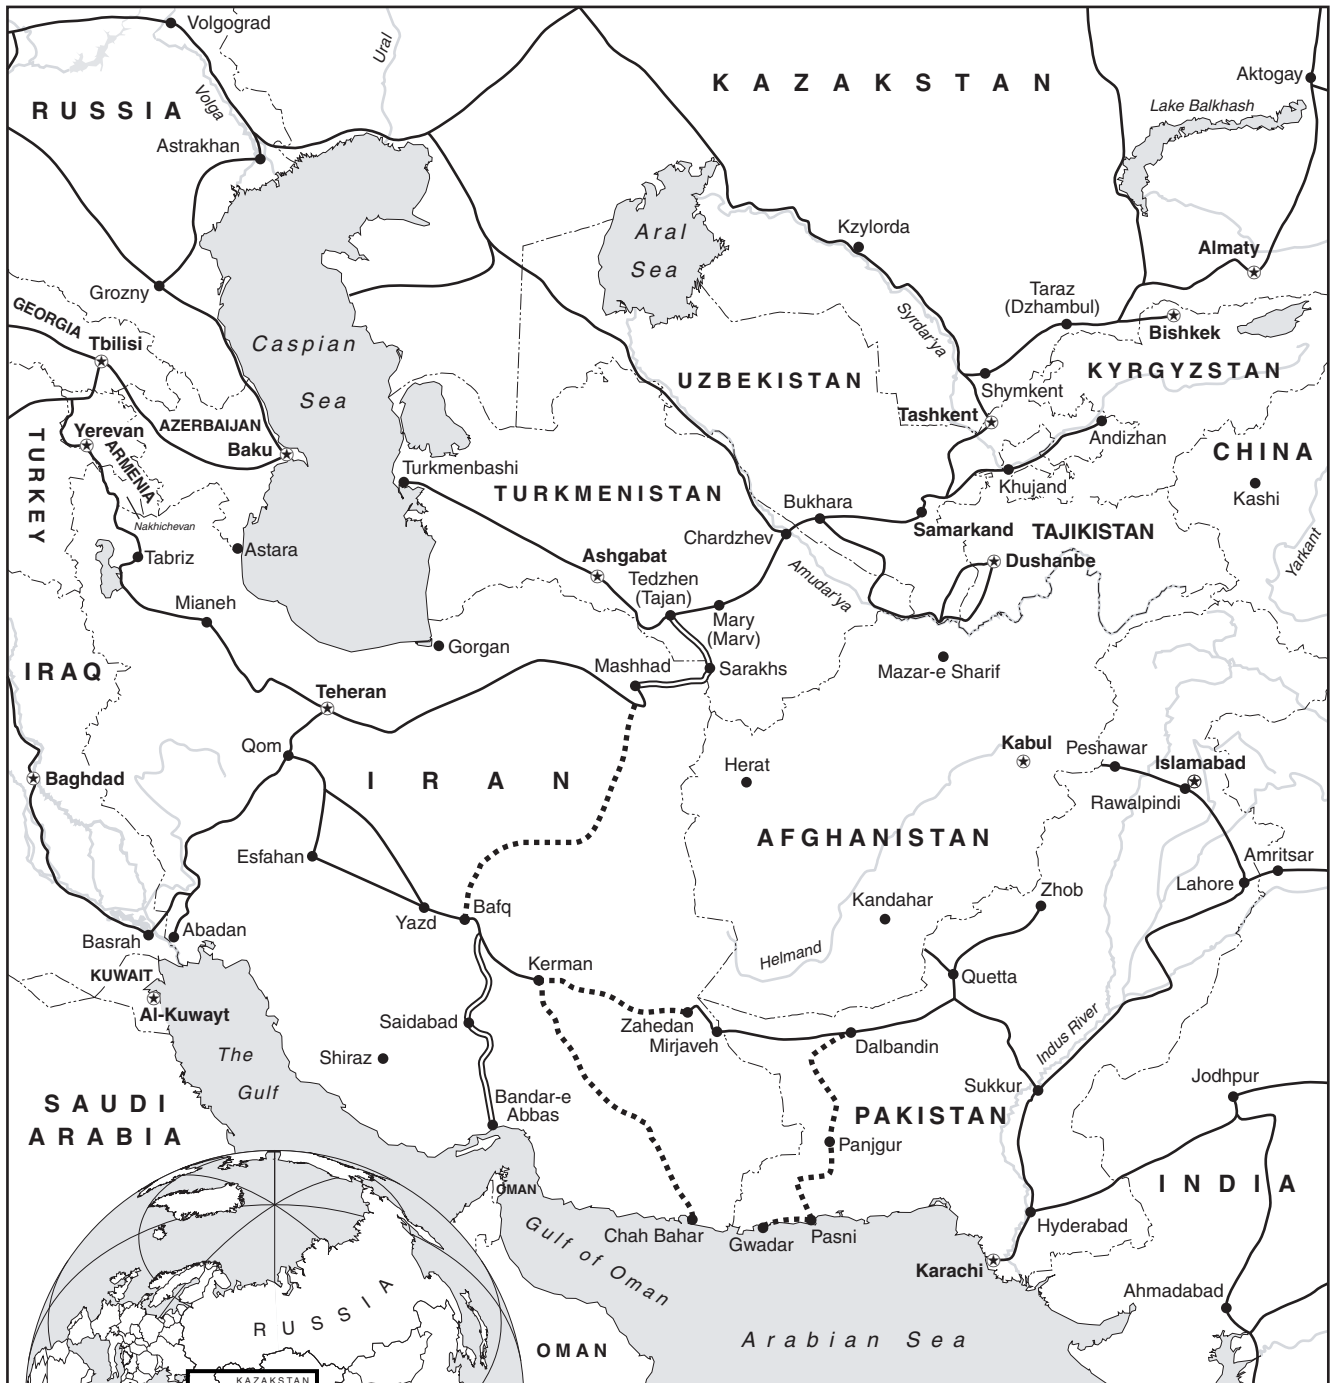 Volgograd
Ural
KAZAKSTAN
Aktogay
Lake Balkhash
RUSSIA
Volga
Astrakhan
Kzylorda
Aral
Sea
Almaty
Grozny
Taraz
(Dzhambul)
GEORGIA
Syrdar'ya
Bishkek
Tbilisi
Caspian
Sea
UZBEKISTAN
KYRGYZSTAN
Shymkent
Tashkent
AZERBAIJAN
Yerevan
ARMENIA
Baku
TURKEY
Andizhan
CHINA
Turkmenbashi
Khujand
Kashi
TURKMENISTAN
Bukhara
Nakhichevan
Samarkand
TAJIKISTAN
Chardzhev
Astara
Tabriz
Ashgabat
Dushanbe
Yarkant
Tedzhen
(Tajan)
Amudar'ya
Mianeh
Mary
(Marv)
Gorgan
Mashhad
Sarakhs
Mazar-e Sharif
IRAQ
Teheran
Qom
Kabul
Peshawar
Islamabad
Baghdad
IRAN
Herat
Rawalpindi
AFGHANISTAN
Esfahan
Amritsar
Lahore
Zhob
Kandahar
Bafq
Yazd
Abadan
Basrah
Helmand
Kerman
KUWAIT
Quetta
Al-Kuwayt
Saidabad
Zahedan
Mirjaveh
Dalbandin
Indus River
Shiraz
The
Gulf
Sukkur
Jodhpur
Bandar-e
Abbas
SAUDI
ARABIA
PAKISTAN
Panjgur
INDIA
OMAN
Gulf of Oman
Chah Bahar
Gwadar
Pasni
Hyderabad
Karachi
Ahmadabad
RUSSIA
OMAN
Arabian Sea
KAZAKSTAN